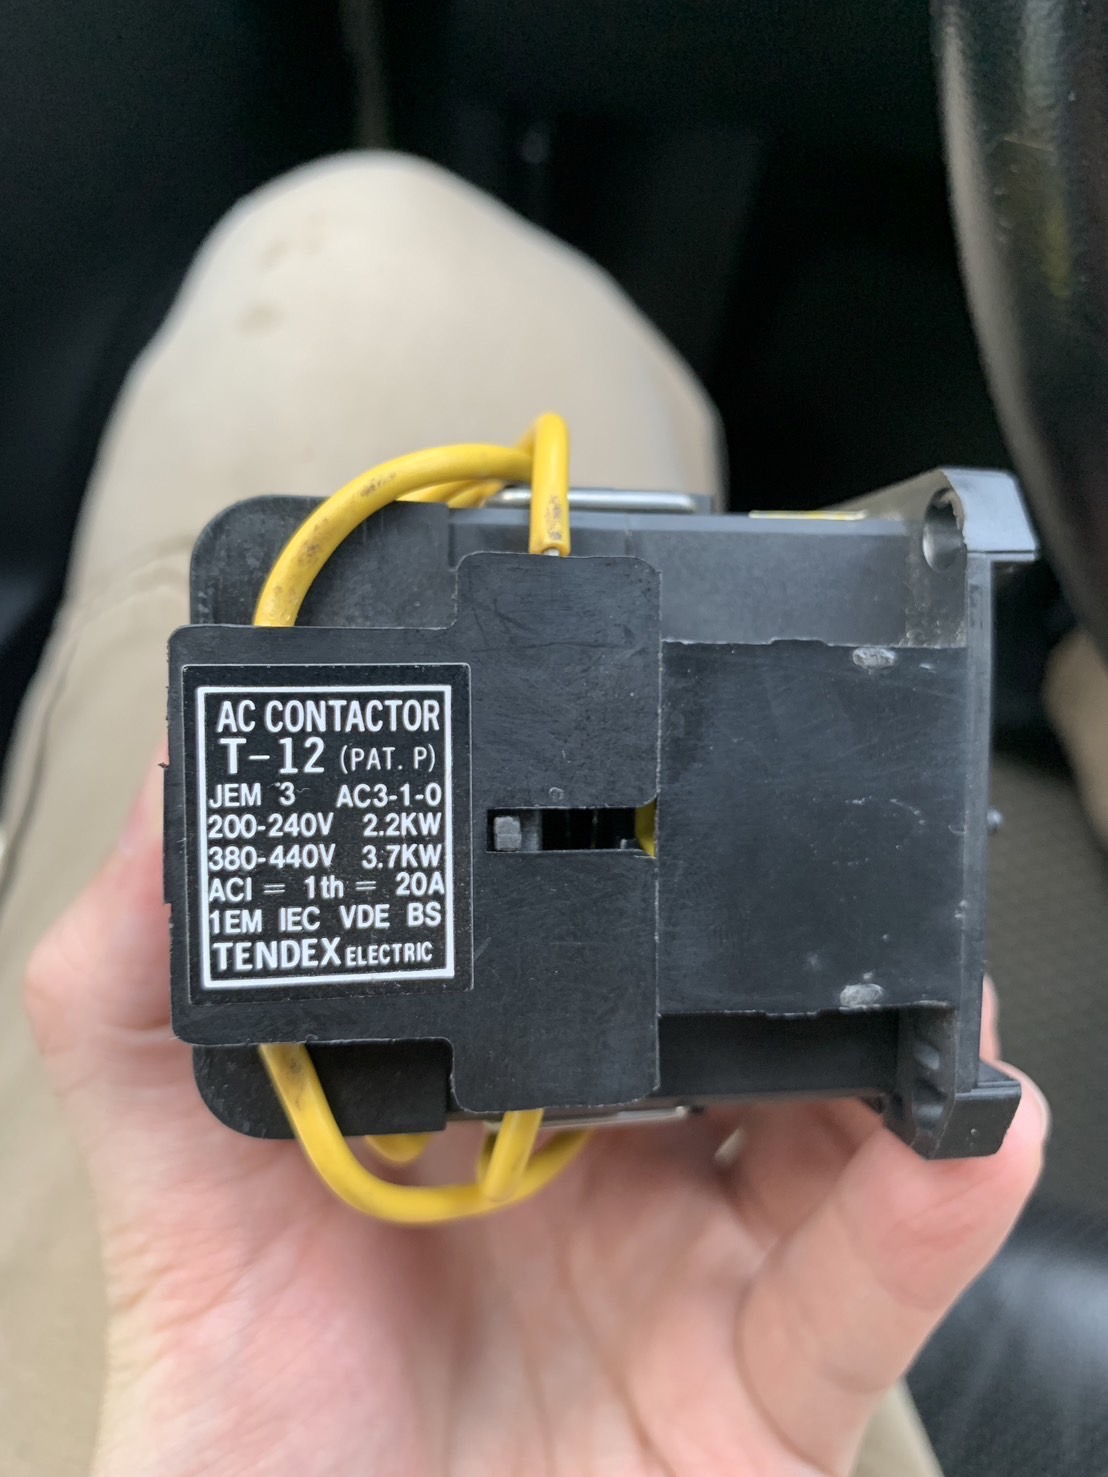 AC CONTACTOR
T-12 (PAT. P)
JEM 3 AC3-1-0
200-240V 2.2KW
380-440V 3.7KW
ACI = 1th = 20A
1EM IEC VDE BS
TENDEX ELECTRIC